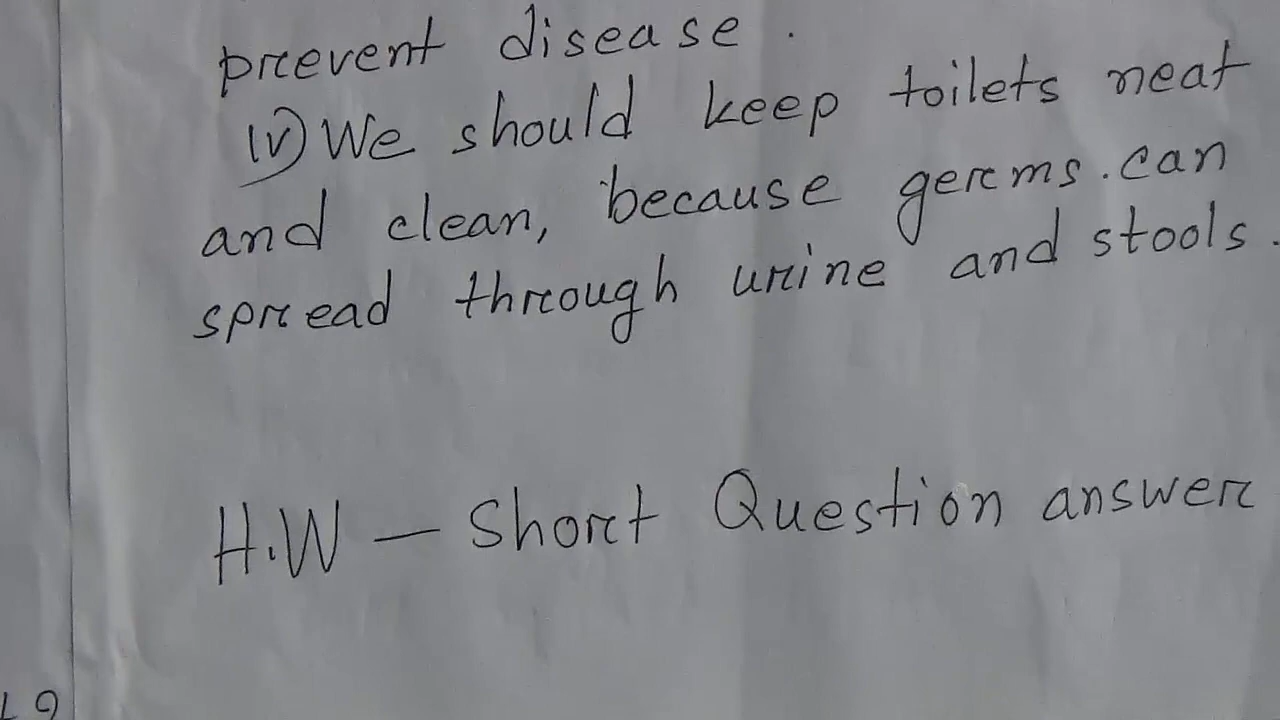 prevent disease.
iv) We should keep toilets neat
and clean, because germs. can
spread through urine and stools.
H.W - Short Question answer